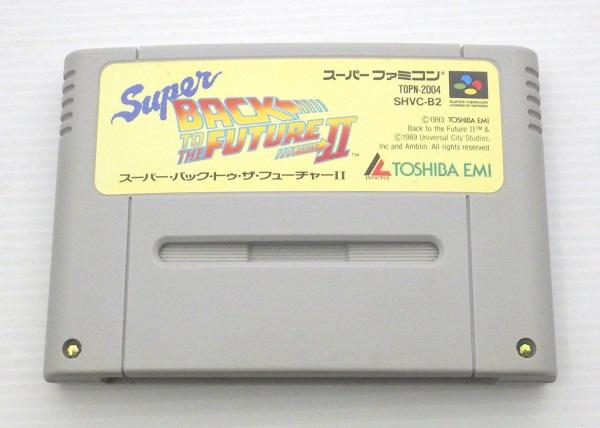 Super
BACK
TO
THE FUTURE
PART II™
スーパー・バック・トゥ・ザ・フューチャーII
スーパーファミコン®
TOPN-2004
SHVC-B2
SUPER FAMICOM
©1993 TOSHIBA EMI
Back to the Future II™ &
©1989 Universal City Studios,
Inc and Amblin. All rights reserved
INVICTUS
TOSHIBA EMI